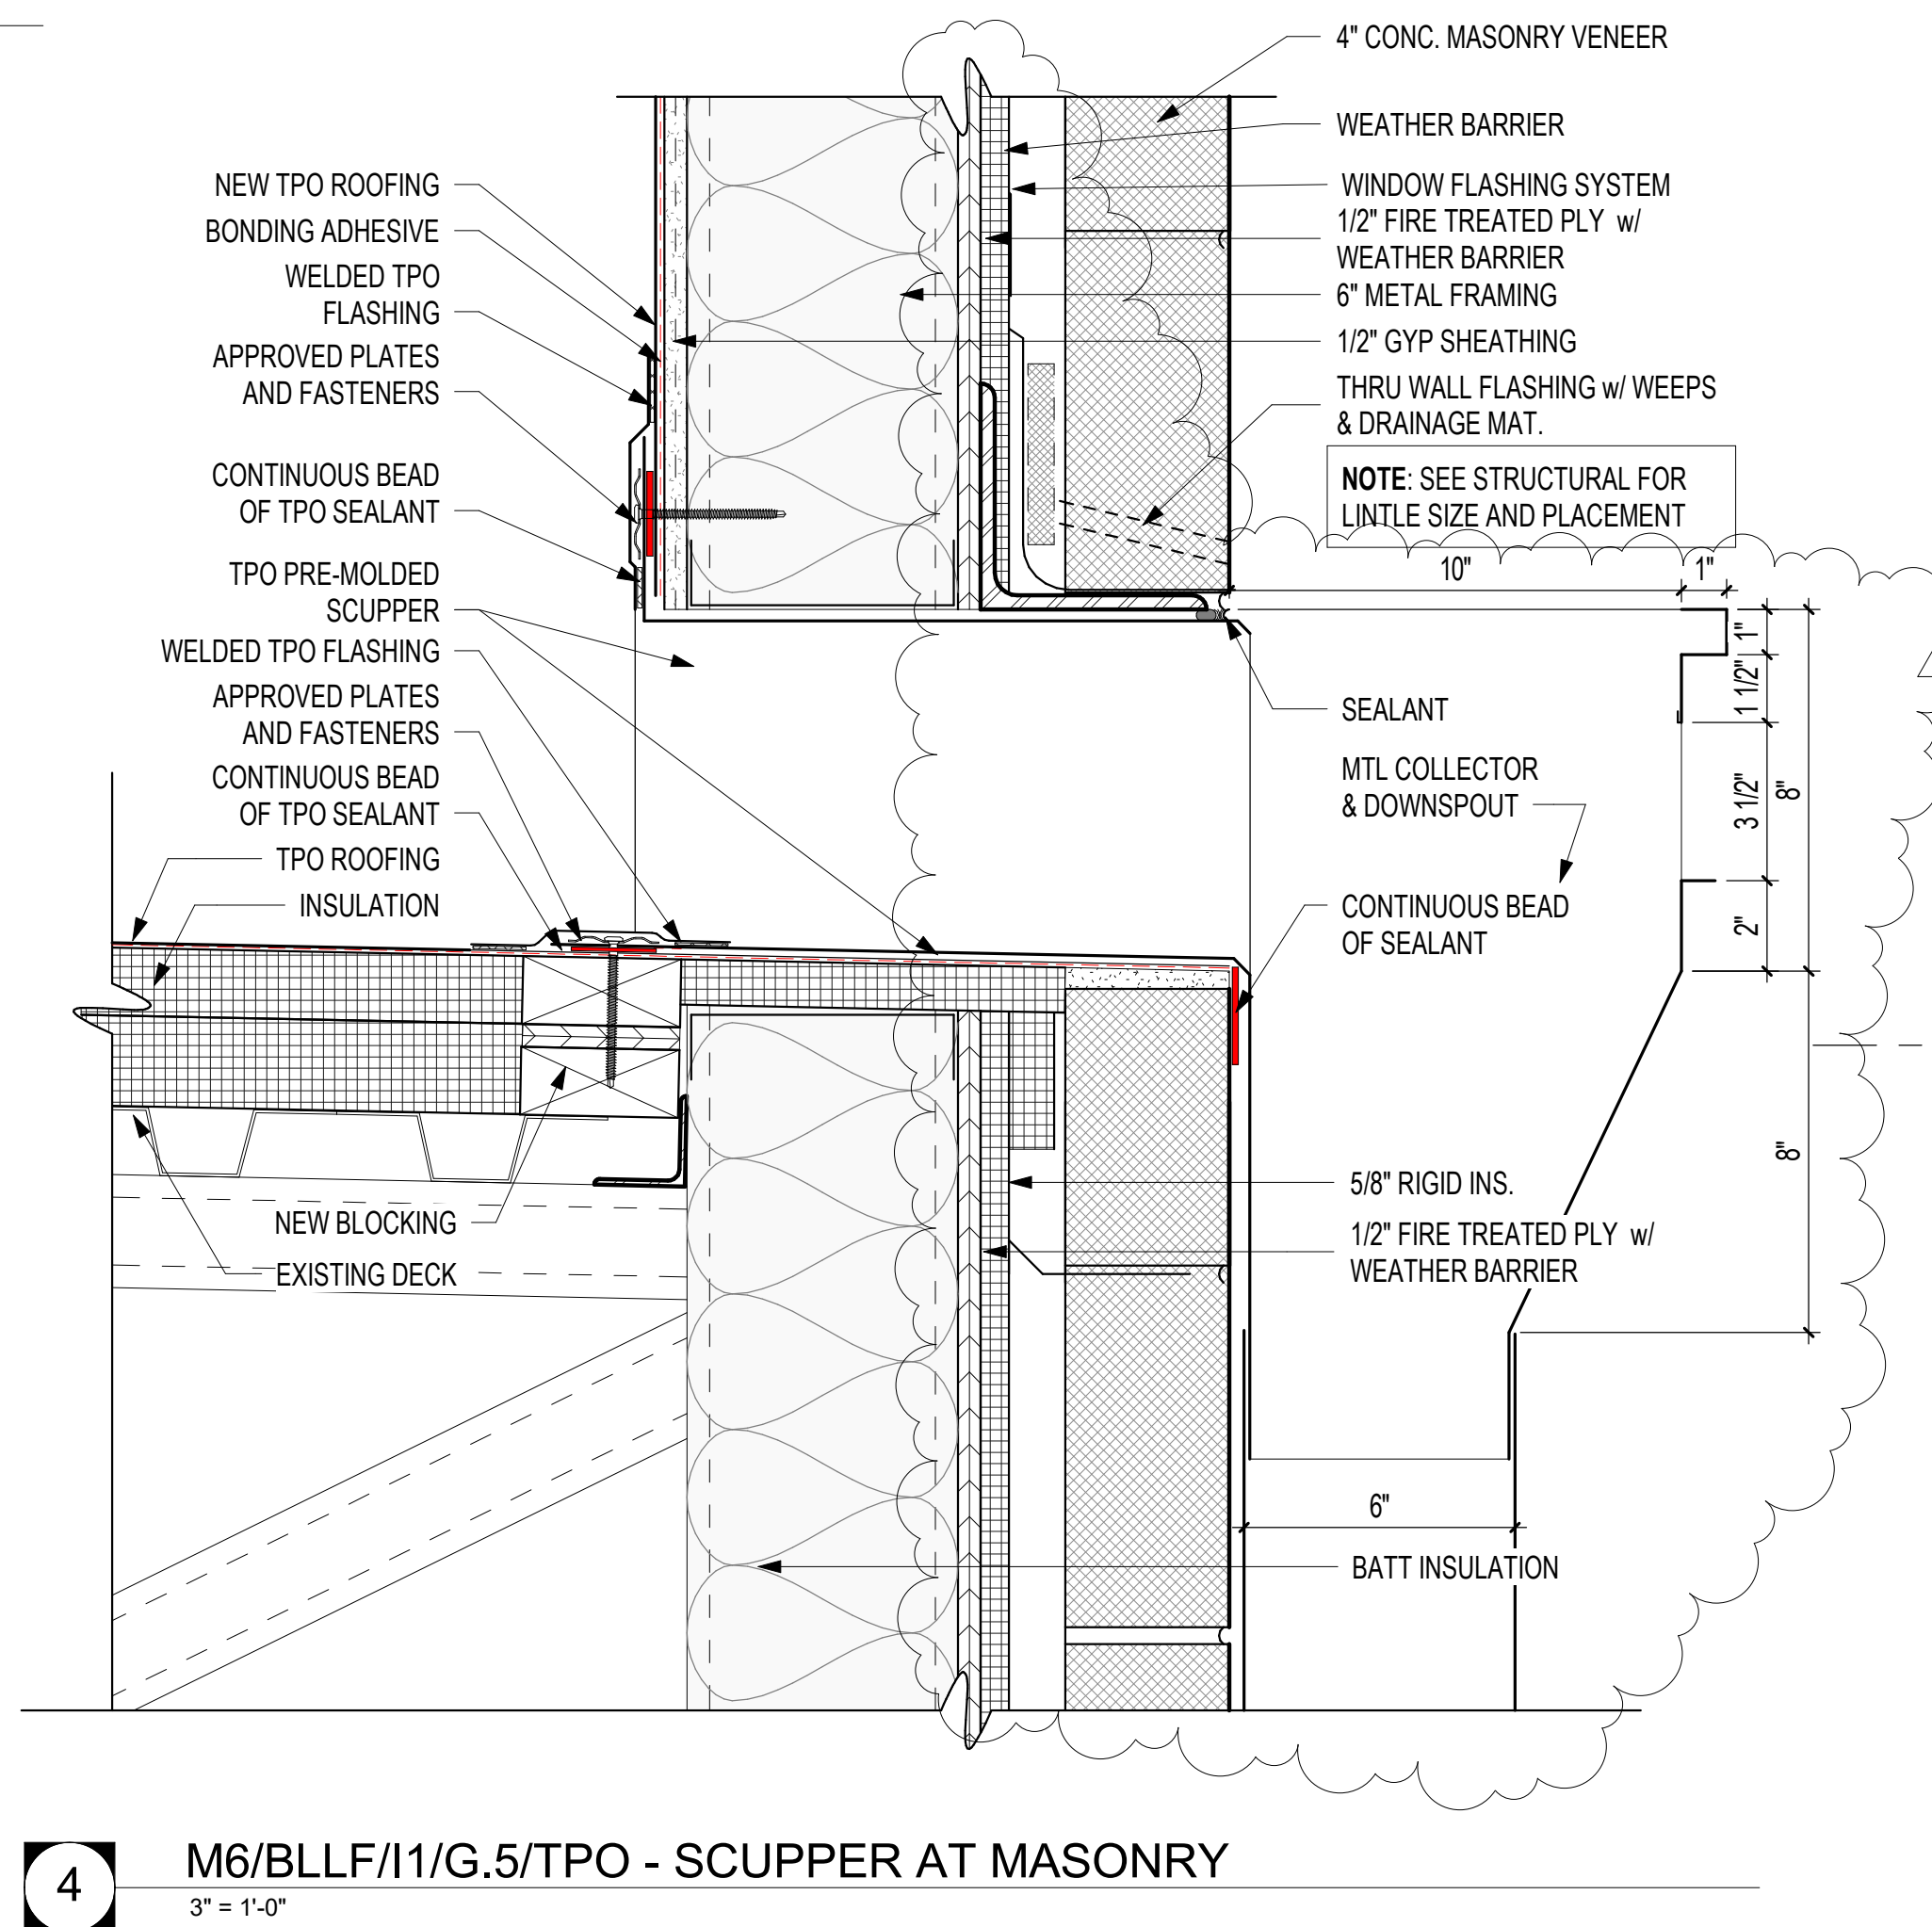 NEW TPO ROOFING
BONDING ADHESIVE
WELDED TPO
FLASHING
APPROVED PLATES
AND FASTENERS
CONTINUOUS BEAD
OF TPO SEALANT
TPO PRE-MOLDED
SCUPPER
WELDED TPO FLASHING
APPROVED PLATES
AND FASTENERS
CONTINUOUS BEAD
OF TPO SEALANT
TPO ROOFING
INSULATION
NEW BLOCKING
EXISTING DECK
4" CONC. MASONRY VENEER
WEATHER BARRIER
WINDOW FLASHING SYSTEM
1/2" FIRE TREATED PLY w/
WEATHER BARRIER
6" METAL FRAMING
1/2" GYP SHEATHING
THRU WALL FLASHING w/ WEEPS
& DRAINAGE MAT.
NOTE: SEE STRUCTURAL FOR
LINTLE SIZE AND PLACEMENT
10"
1"
1"
1 1/2"
3 1/2"
8"
2"
8"
SEALANT
MTL COLLECTOR
& DOWNSPOUT
CONTINUOUS BEAD
OF SEALANT
5/8" RIGID INS.
1/2" FIRE TREATED PLY w/
WEATHER BARRIER
6"
BATT INSULATION
4
M6/BLLF/I1/G.5/TPO - SCUPPER AT MASONRY
3" = 1'-0"